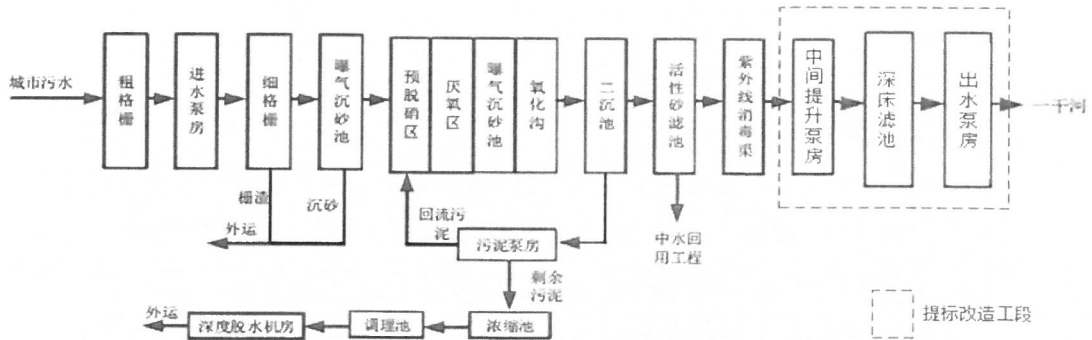 城市污水
粗格栅
进水泵房
细格栅
曝气沉砂池
预脱硝区
厌氧区
曝气沉砂池
氧化沟
二沉池
活性砂滤池
紫外线消毒渠
中间提升泵房
深床滤池
出水泵房
一干河
栅渣
沉砂
外运
回流污
泥
污泥泵房
中水回
用工程
剩余
污泥
外运
深度脱水机房
调理池
浓缩池
提标改造工段